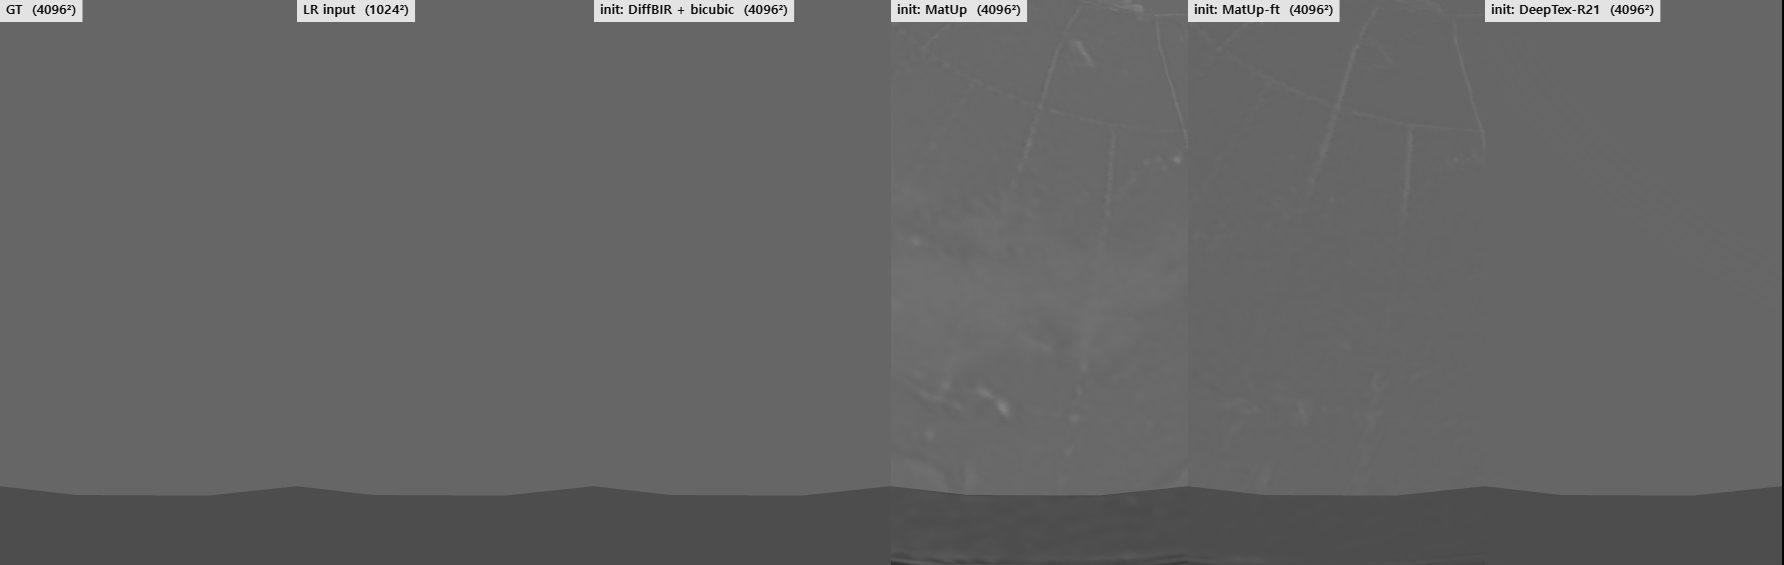 GT (4096²)
LR input (1024²)
init: DiffBIR + bicubic (4096²)
init: MatUp (4096²)
init: MatUp-ft (4096²)
init: DeepTex-R21 (4096²)